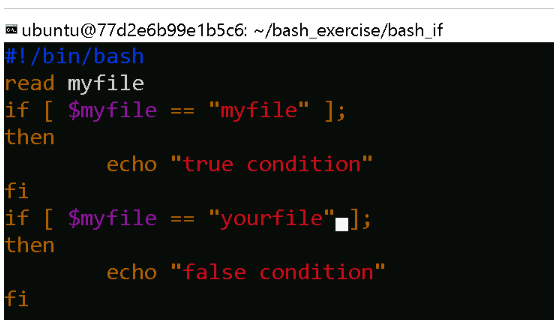 ubuntu@77d2e6b99e1b5c6: ~/bash_exercise/bash_if
#!/bin/bash
read myfile
if [ $myfile == "myfile" ];
then
        echo "true condition"
fi
if [ $myfile == "yourfile" ];
then
        echo "false condition"
fi